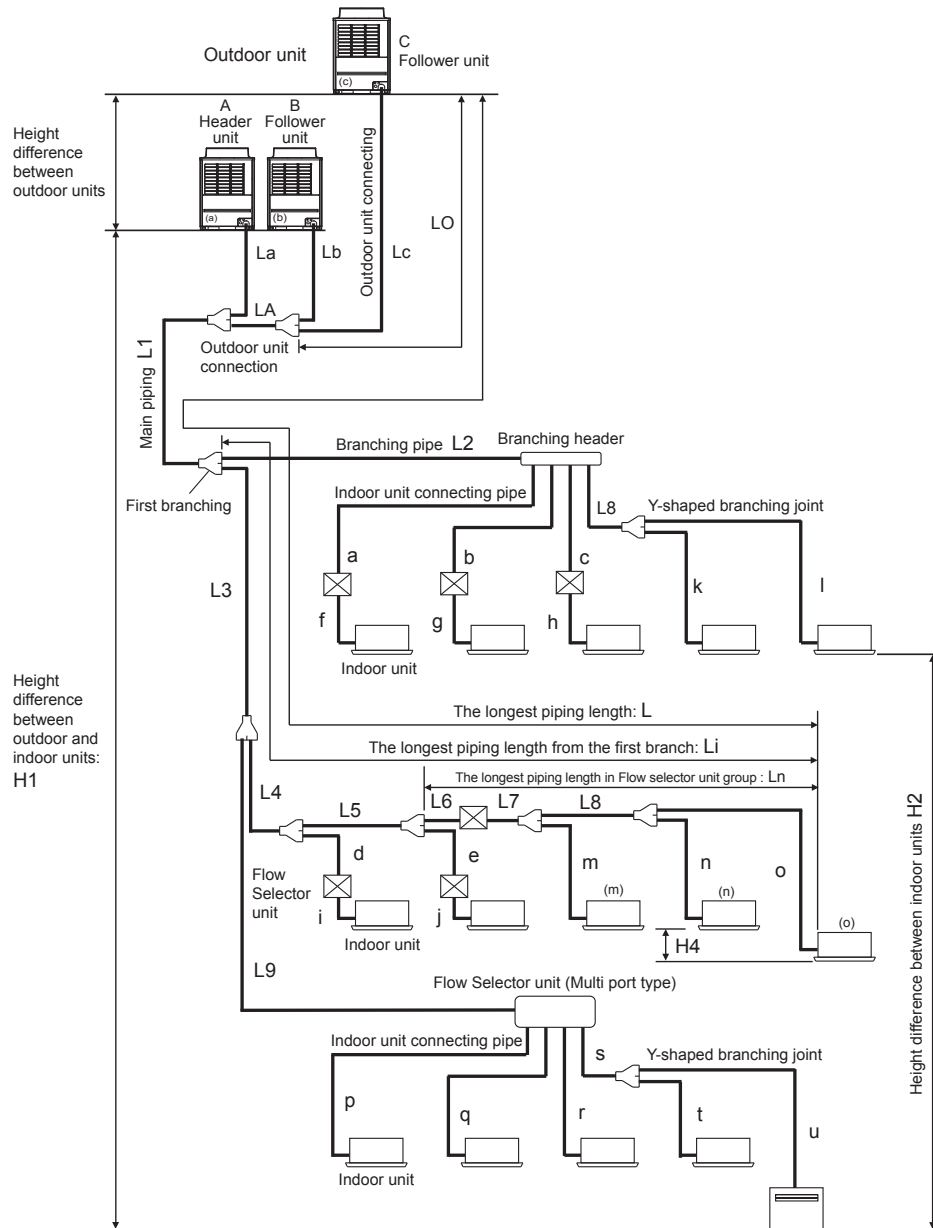 Outdoor unit
C
Follower unit
(c)
Height
difference
between
outdoor units
A
Header
unit
B
Follower
unit
(a)
(b)
La
Lb
Lc
Outdoor unit connecting
LO
LA
Outdoor unit
connection
Main piping L1
First branching
Branching pipe L2
Branching header
Indoor unit connecting pipe
L8
Y-shaped branching joint
a
b
c
k
l
f
g
h
Indoor unit
L3
Height
difference
between
outdoor and
indoor units:
H1
The longest piping length: L
The longest piping length from the first branch: Li
The longest piping length in Flow selector unit group : Ln
L4
L5
L6
L7
L8
d
e
m
n
o
Flow
Selector
unit
i
j
(m)
(n)
(o)
Indoor unit
H4
L9
Flow Selector unit (Multi port type)
Indoor unit connecting pipe
s
Y-shaped branching joint
p
q
r
t
u
Indoor unit
Height difference between indoor units H2